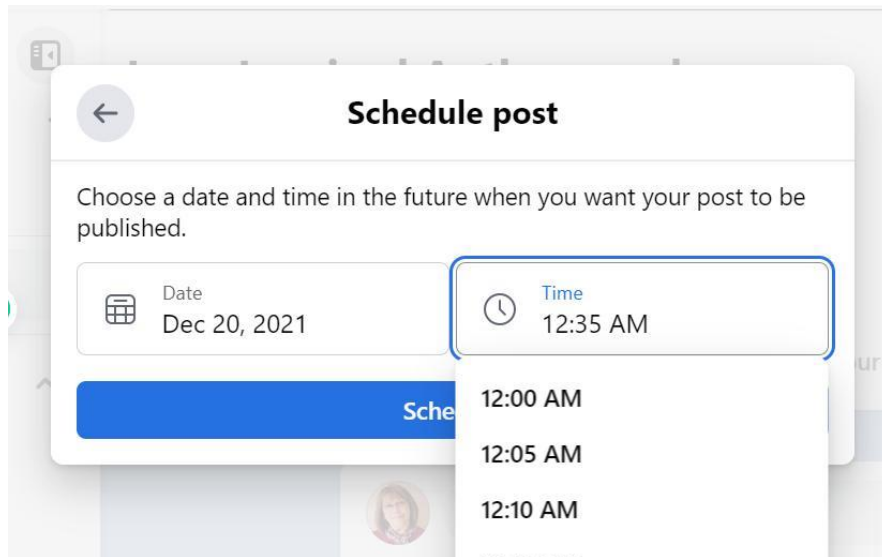 Schedule post
Choose a date and time in the future when you want your post to be
published.
Date
Dec 20, 2021
Time
12:35 AM
Sche
12:00 AM
12:05 AM
12:10 AM